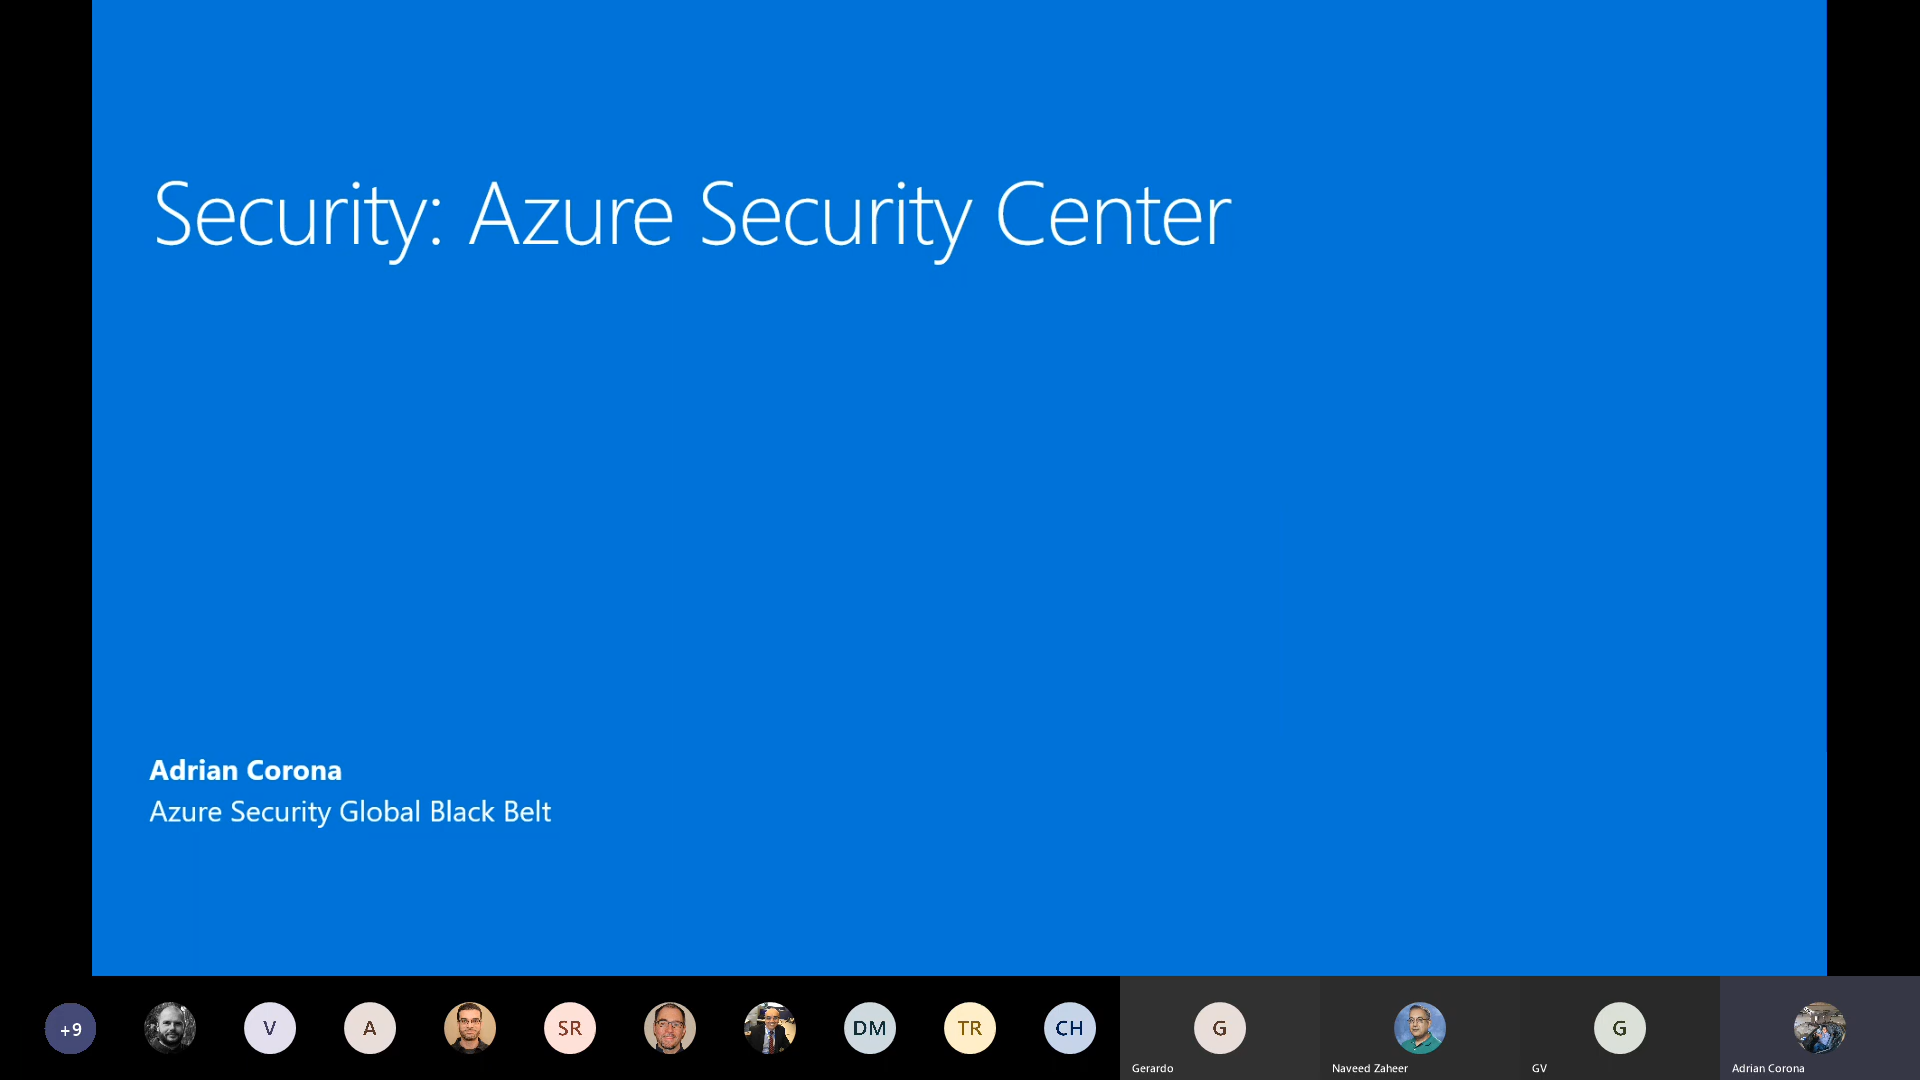 Security: Azure Security Center
Adrian Corona
Azure Security Global Black Belt
+9
V
A
SR
DM
TR
CH
G
G
Gerardo
Naveed Zaheer
GV
Adrian Corona